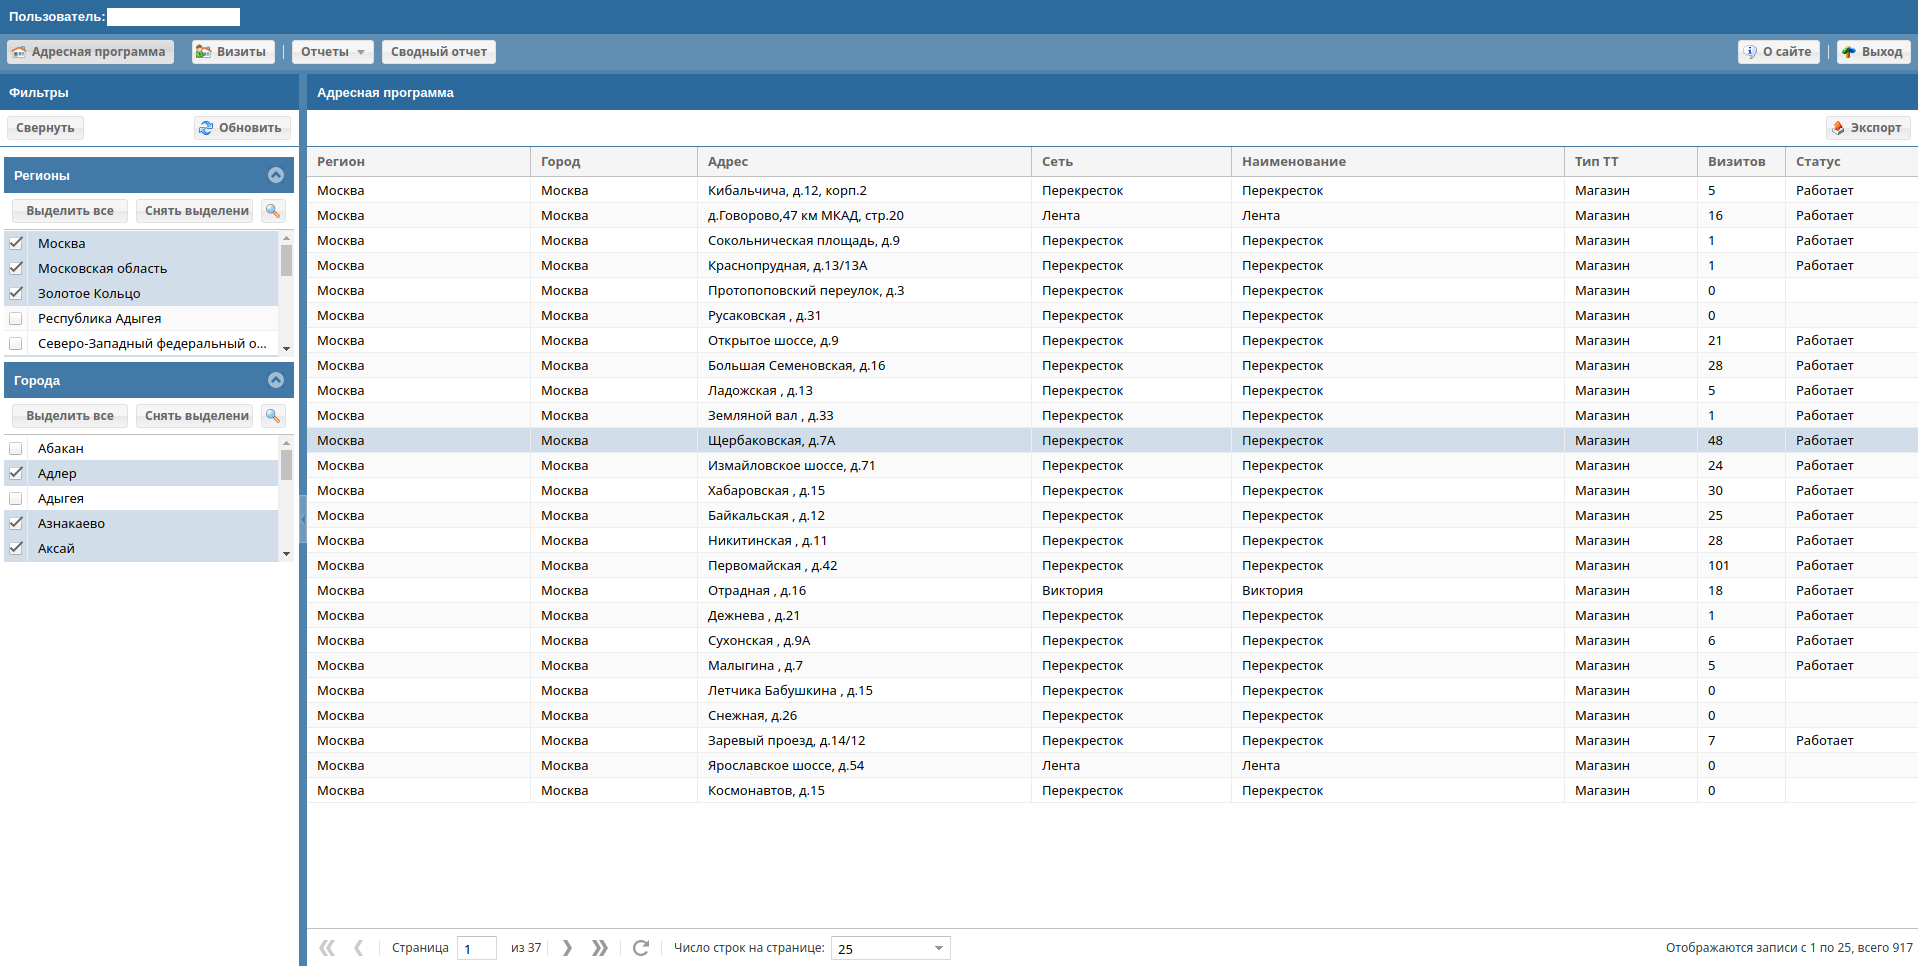 Пользователь:
Адресная программа Визиты Отчеты Сводный отчет О сайте Выход
Фильтры
Свернуть Обновить
Регионы
Выделить все Снять выделени
Москва
Московская область
Золотое Кольцо
Республика Адыгея
Северо-Западный федеральный о...
Города
Выделить все Снять выделени
Абакан
Адлер
Адыгея
Азнакаево
Аксай
Адресная программа
Экспорт
Регион Город Адрес Сеть Наименование Тип ТТ Визитов Статус
Москва Москва Кибальчича, д.12, корп.2 Перекресток Перекресток Магазин 5 Работает
Москва Москва д.Говорово,47 км МКАД, стр.20 Лента Лента Магазин 16 Работает
Москва Москва Сокольническая площадь, д.9 Перекресток Перекресток Магазин 1 Работает
Москва Москва Краснопрудная, д.13/13А Перекресток Перекресток Магазин 1 Работает
Москва Москва Протопоповский переулок, д.3 Перекресток Перекресток Магазин 0
Москва Москва Русаковская , д.31 Перекресток Перекресток Магазин 0
Москва Москва Открытое шоссе, д.9 Перекресток Перекресток Магазин 21 Работает
Москва Москва Большая Семеновская, д.16 Перекресток Перекресток Магазин 28 Работает
Москва Москва Ладожская , д.13 Перекресток Перекресток Магазин 5 Работает
Москва Москва Земляной вал , д.33 Перекресток Перекресток Магазин 1 Работает
Москва Москва Щербаковская, д.7А Перекресток Перекресток Магазин 48 Работает
Москва Москва Измайловское шоссе, д.71 Перекресток Перекресток Магазин 24 Работает
Москва Москва Хабаровская , д.15 Перекресток Перекресток Магазин 30 Работает
Москва Москва Байкальская , д.12 Перекресток Перекресток Магазин 25 Работает
Москва Москва Никитинская , д.11 Перекресток Перекресток Магазин 28 Работает
Москва Москва Первомайская , д.42 Перекресток Перекресток Магазин 101 Работает
Москва Москва Отрадная , д.16 Виктория Виктория Магазин 18 Работает
Москва Москва Дежнева , д.21 Перекресток Перекресток Магазин 1 Работает
Москва Москва Сухонская , д.9А Перекресток Перекресток Магазин 6 Работает
Москва Москва Малыгина , д.7 Перекресток Перекресток Магазин 5 Работает
Москва Москва Летчика Бабушкина , д.15 Перекресток Перекресток Магазин 0
Москва Москва Снежная, д.26 Перекресток Перекресток Магазин 0
Москва Москва Заревый проезд, д.14/12 Перекресток Перекресток Магазин 7 Работает
Москва Москва Ярославское шоссе, д.54 Лента Лента Магазин 0
Москва Москва Космонавтов, д.15 Перекресток Перекресток Магазин 0
Страница 1 из 37 Число строк на странице: 25 Отображаются записи с 1 по 25, всего 917